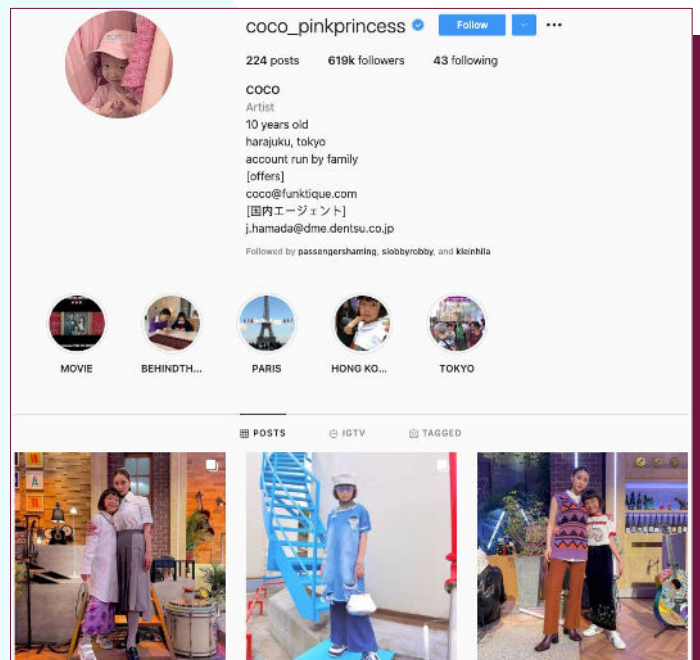 coco_pinkprincess
Follow
224 posts 619k followers 43 following
COCO
Artist
10 years old
harajuku, tokyo
account run by family
[offers]
coco@funktique.com
[国内エージェント]
j.hamada@dme.dentsu.co.jp
Followed by passengershaming, slobbyrobby, and kleinhila
MOVIE BEHINDTH... PARIS HONG KO... TOKYO
POSTS IGTV TAGGED